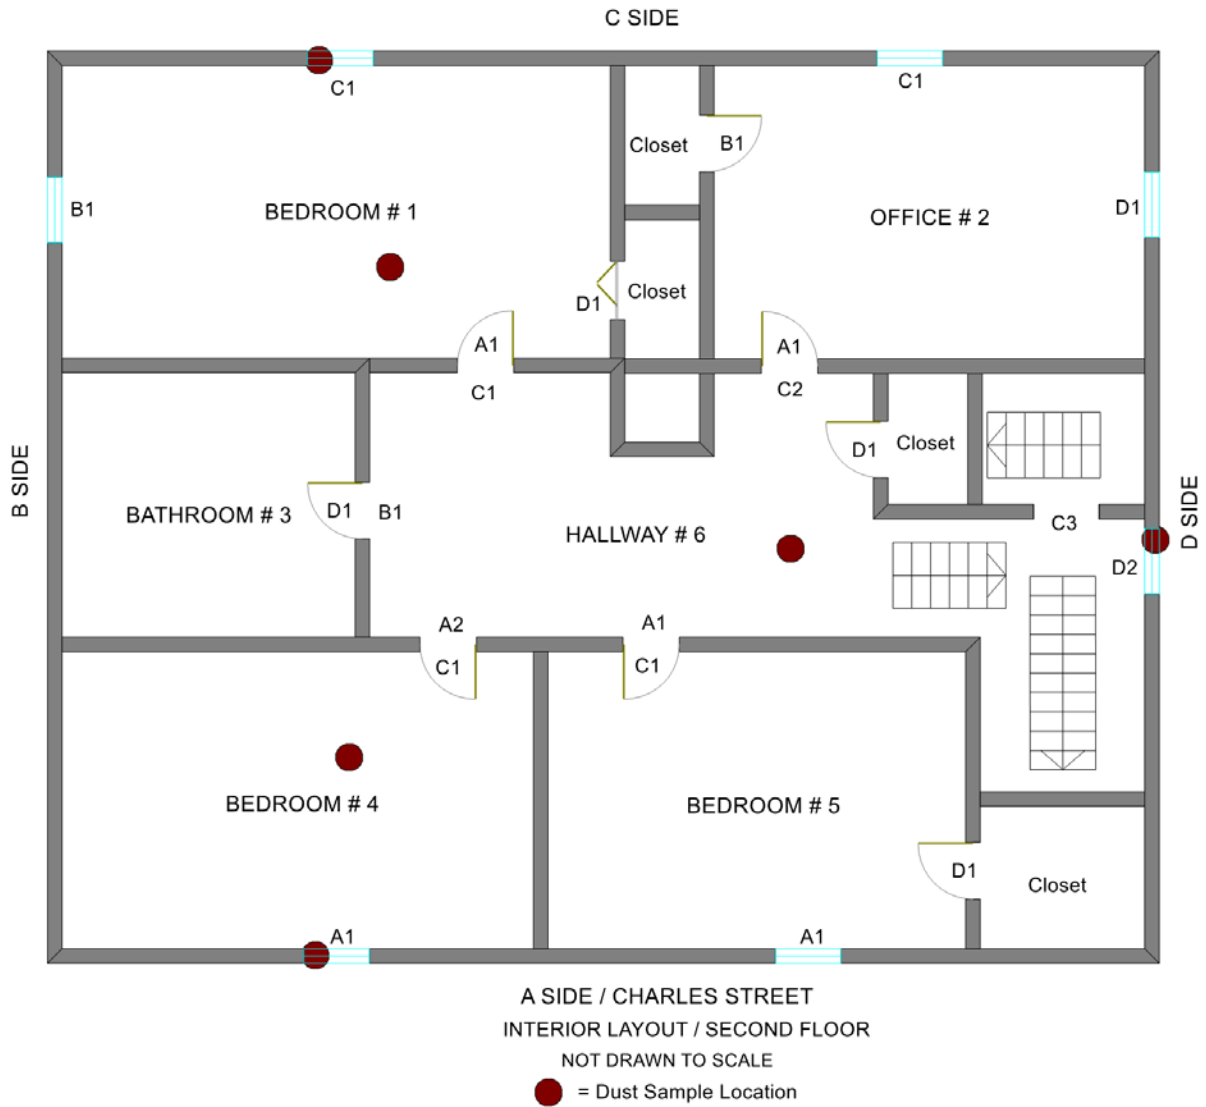 C SIDE
C1
C1
Closet
B1
B1
BEDROOM # 1
OFFICE # 2
D1
D1
Closet
A1
A1
C1
C2
D1
Closet
B SIDE
BATHROOM # 3
D1
B1
HALLWAY # 6
C3
D SIDE
D2
A2
A1
C1
C1
BEDROOM # 4
BEDROOM # 5
D1
Closet
A1
A1
A SIDE / CHARLES STREET
INTERIOR LAYOUT / SECOND FLOOR
NOT DRAWN TO SCALE
= Dust Sample Location